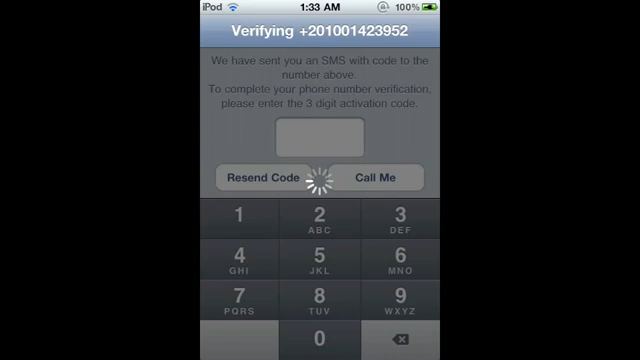 iPod 1:33 AM 100%
Verifying +201001423952
We have sent you an SMS with code to the
number above.
To complete your phone number verification,
please enter the 3 digit activation code.
Resend Code Call Me
1 2 3
ABC DEF
4 5 6
GHI JKL MNO
7 8 9
PQRS TUV WXYZ
0